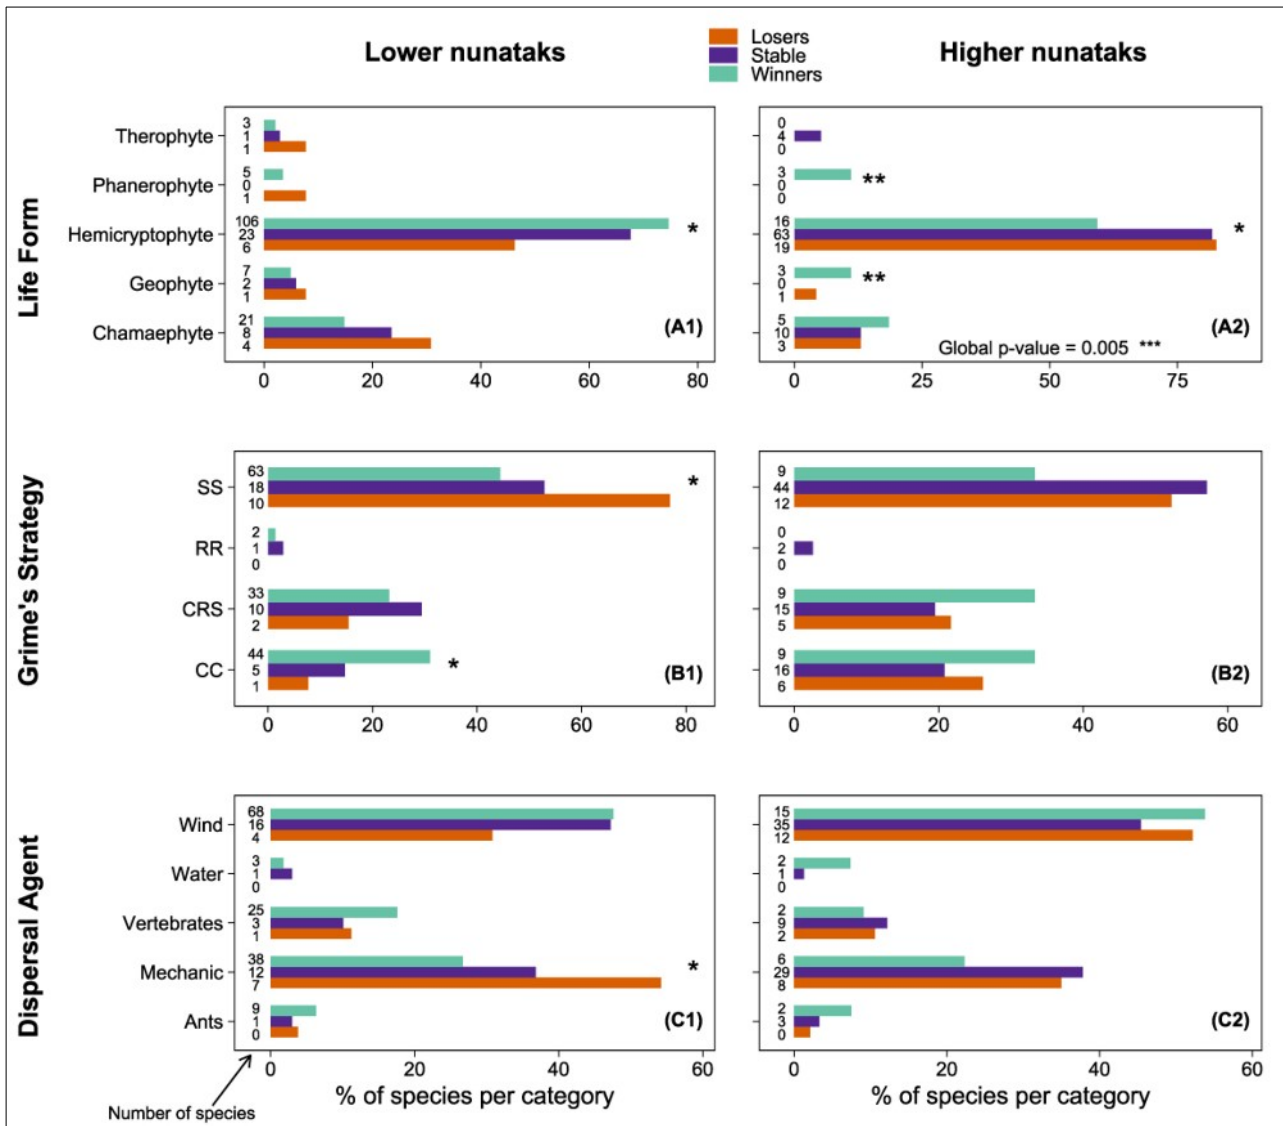 Lower nunataks
Losers
Stable
Winners
Higher nunataks
Life Form
Therophyte
3
1
1
Phanerophyte
5
0
1
Hemicryptophyte
106
23
6
*
Geophyte
7
2
1
Chamaephyte
21
8
4
(A1)
0 20 40 60 80
0
4
0
3
0
0
**
16
63
19
*
3
0
1
**
5
10
3
(A2)
Global p-value = 0.005 ***
0 25 50 75
Grime's Strategy
SS
63
18
10
*
RR
2
1
0
CRS
33
10
2
CC
44
5
1
*
(B1)
0 20 40 60 80
9
44
12
0
2
0
9
15
5
9
16
6
(B2)
0 20 40 60
Dispersal Agent
Wind
68
16
4
Water
3
1
0
Vertebrates
25
3
1
Mechanic
38
12
7
*
Ants
9
1
0
(C1)
0 20 40 60
% of species per category
Number of species
15
35
12
2
1
0
2
9
2
6
29
8
2
3
0
(C2)
0 20 40 60
% of species per category